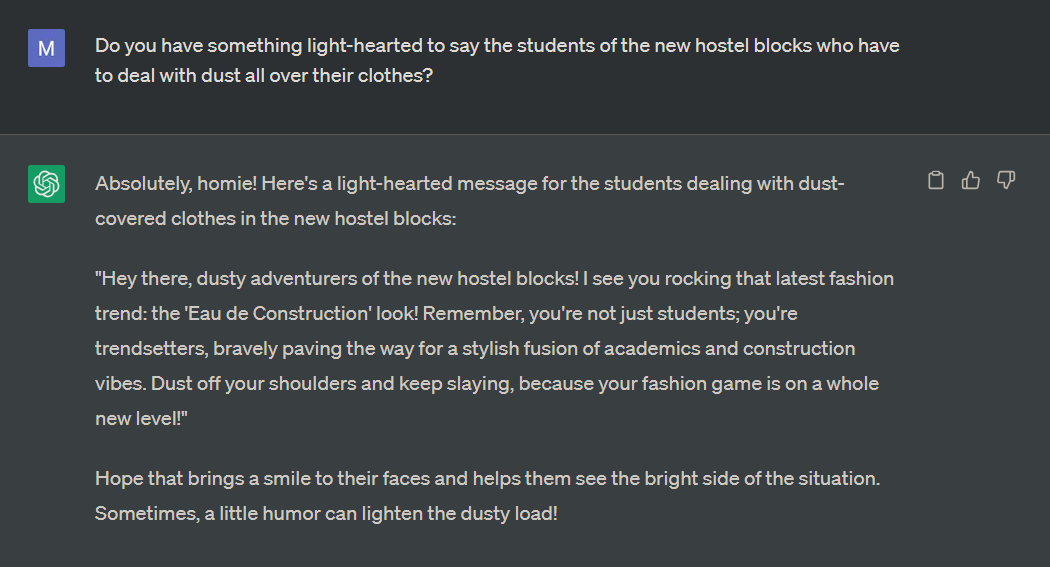 M
Do you have something light-hearted to say the students of the new hostel blocks who have
to deal with dust all over their clothes?
Absolutely, homie! Here's a light-hearted message for the students dealing with dust-
covered clothes in the new hostel blocks:
"Hey there, dusty adventurers of the new hostel blocks! I see you rocking that latest fashion
trend: the 'Eau de Construction' look! Remember, you're not just students; you're
trendsetters, bravely paving the way for a stylish fusion of academics and construction
vibes. Dust off your shoulders and keep slaying, because your fashion game is on a whole
new level!"
Hope that brings a smile to their faces and helps them see the bright side of the situation.
Sometimes, a little humor can lighten the dusty load!